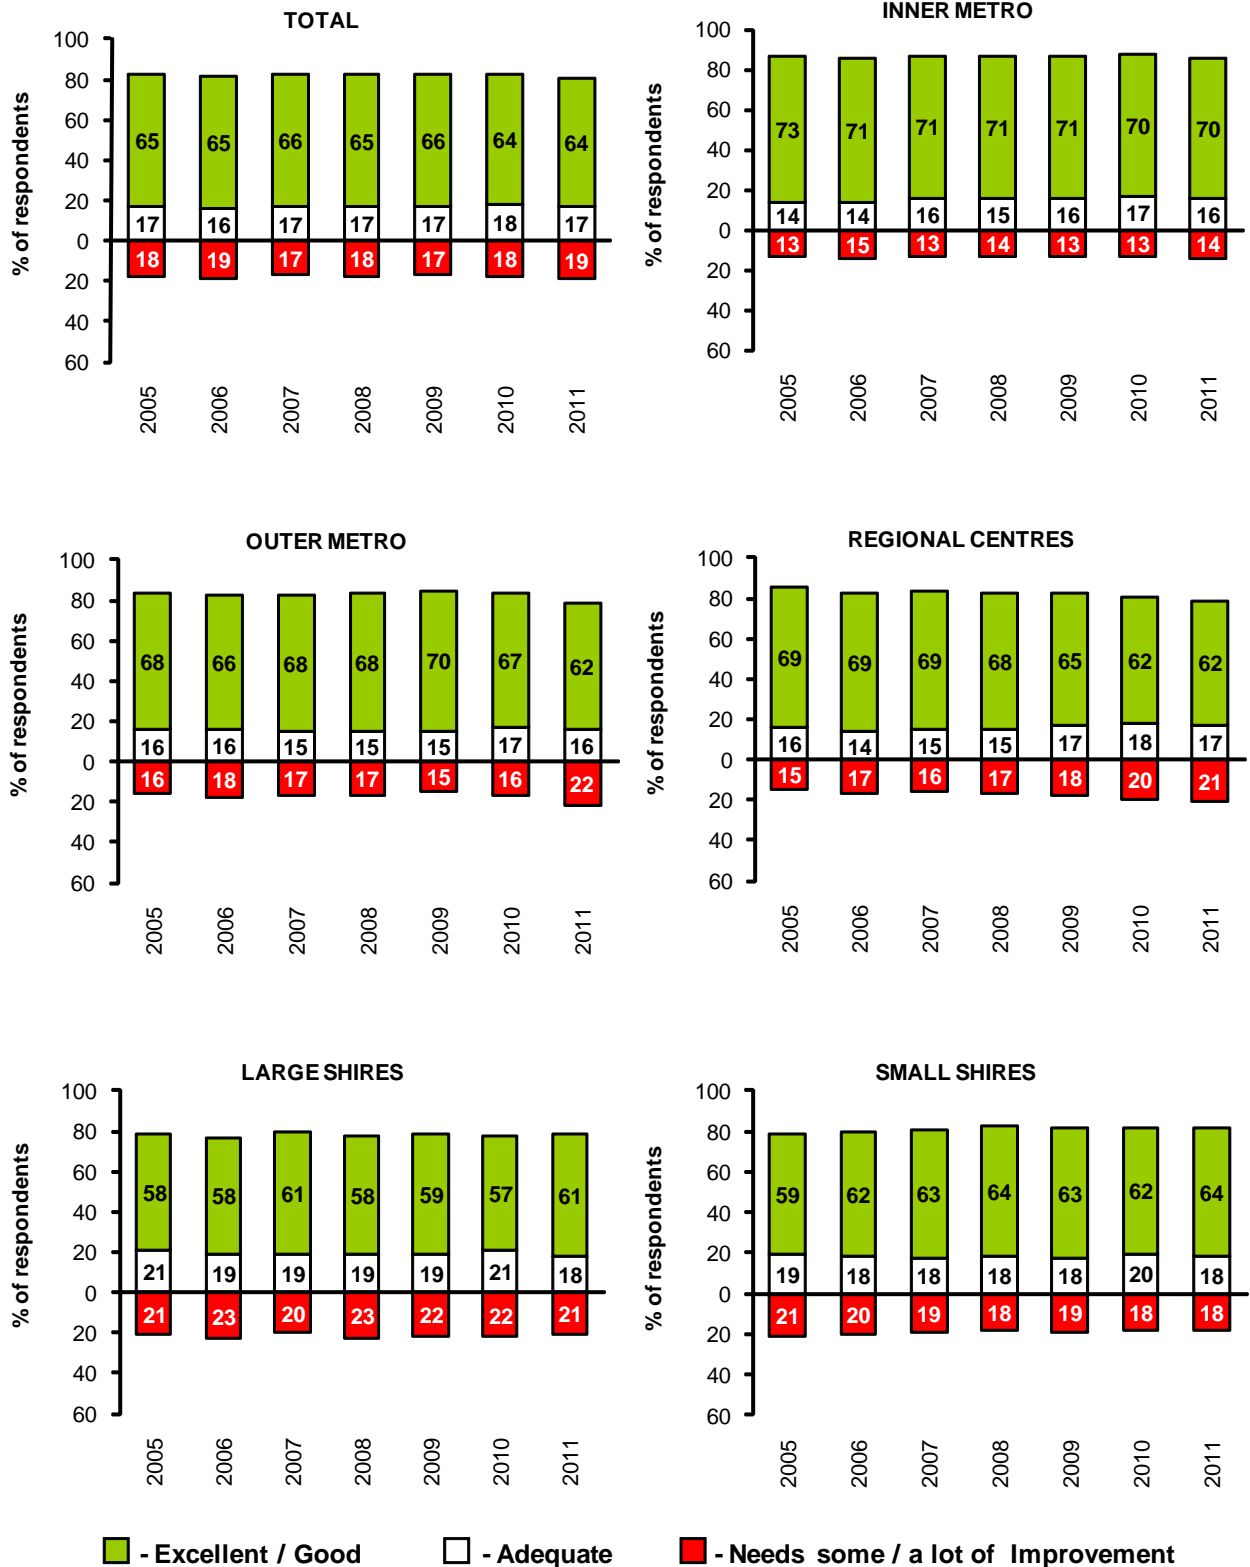 TOTAL
% of respondents
100
80
60
40
20
0
20
40
60
65 65 66 65 66 64 64
17 16 17 17 17 18 17
18 19 17 18 17 18 19
2005 2006 2007 2008 2009 2010 2011
INNER METRO
% of respondents
100
80
60
40
20
0
20
40
60
73 71 71 71 71 70 70
14 14 16 15 16 17 16
13 15 13 14 13 13 14
2005 2006 2007 2008 2009 2010 2011
OUTER METRO
% of respondents
100
80
60
40
20
0
20
40
60
68 66 68 68 70 67 62
16 16 15 15 15 17 16
16 18 17 17 15 16 22
2005 2006 2007 2008 2009 2010 2011
REGIONAL CENTRES
% of respondents
100
80
60
40
20
0
20
40
60
69 69 69 68 65 62 62
16 14 15 15 17 18 17
15 17 16 17 18 20 21
2005 2006 2007 2008 2009 2010 2011
LARGE SHIRES
% of respondents
100
80
60
40
20
0
20
40
60
58 58 61 58 59 57 61
21 19 19 19 19 21 18
21 23 20 23 22 22 21
2005 2006 2007 2008 2009 2010 2011
SMALL SHIRES
% of respondents
100
80
60
40
20
0
20
40
60
59 62 63 64 63 62 64
19 18 18 18 18 20 18
21 20 19 18 19 18 18
2005 2006 2007 2008 2009 2010 2011
- Excellent / Good - Adequate - Needs some / a lot of Improvement